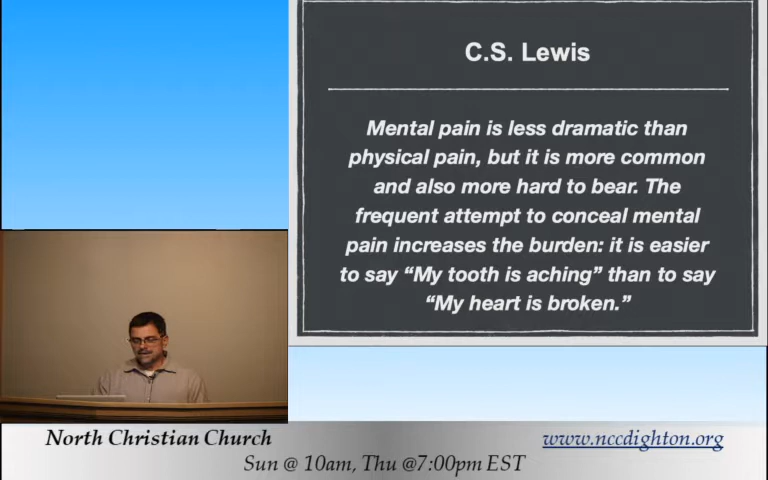 C.S. Lewis
Mental pain is less dramatic than
physical pain, but it is more common
and also more hard to bear. The
frequent attempt to conceal mental
pain increases the burden: it is easier
to say “My tooth is aching” than to say
“My heart is broken.”
North Christian Church
www.nccdighton.org
Sun @ 10am, Thu @7:00pm EST